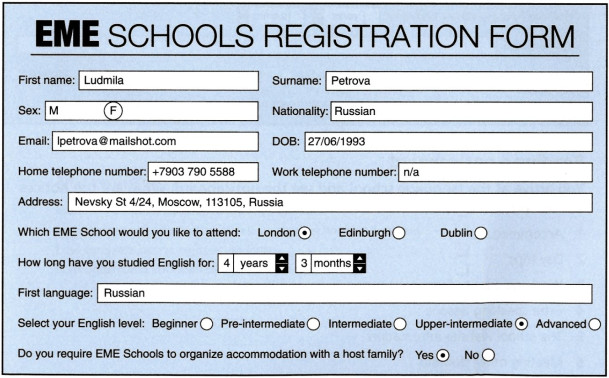 EME SCHOOLS REGISTRATION FORM
First name: Ludmila Surname: Petrova
Sex: M F Nationality: Russian
Email: lpetrova@mailshot.com DOB: 27/06/1993
Home telephone number: +7903 790 5588 Work telephone number: n/a
Address: Nevsky St 4/24, Moscow, 113105, Russia
Which EME School would you like to attend: London Edinburgh Dublin
How long have you studied English for: 4 years 3 months
First language: Russian
Select your English level: Beginner Pre-intermediate Intermediate Upper-intermediate Advanced
Do you require EME Schools to organize accommodation with a host family? Yes No